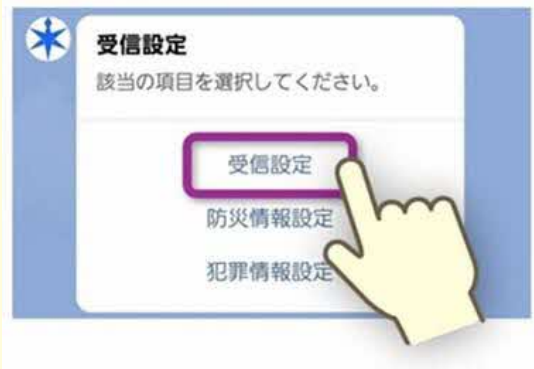 受信設定
該当の項目を選択してください。
受信設定
防災情報設定
犯罪情報設定